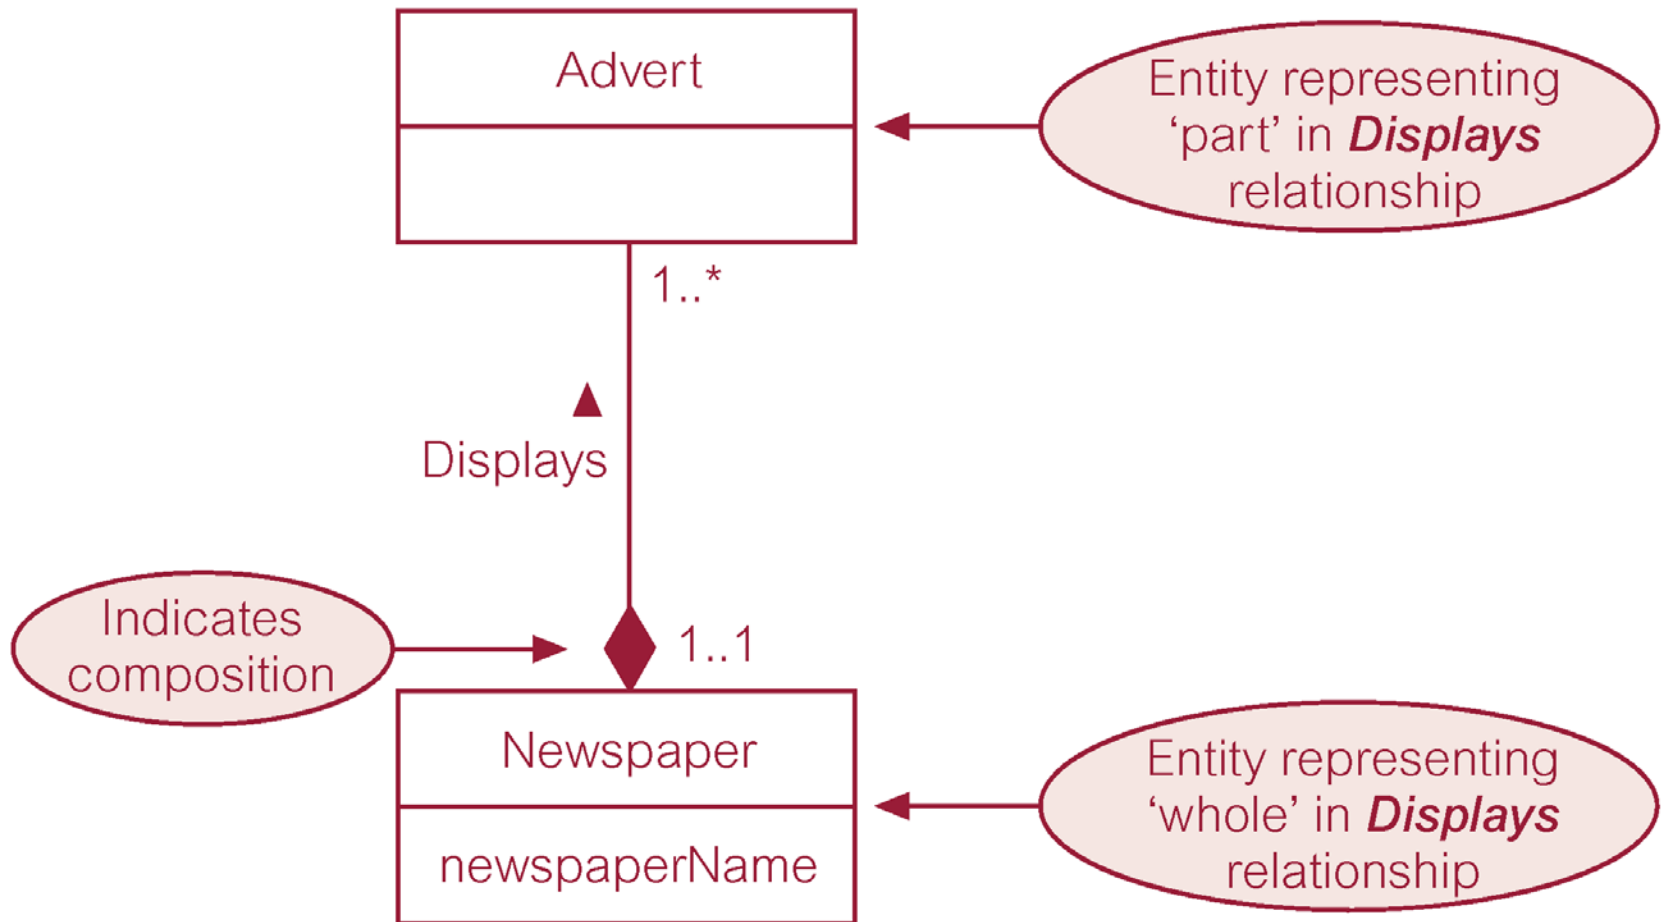 Advert
Entity representing
‘part’ in Displays
relationship
1..*
Displays
Indicates
composition
1..1
Newspaper
newspaperName
Entity representing
‘whole’ in Displays
relationship